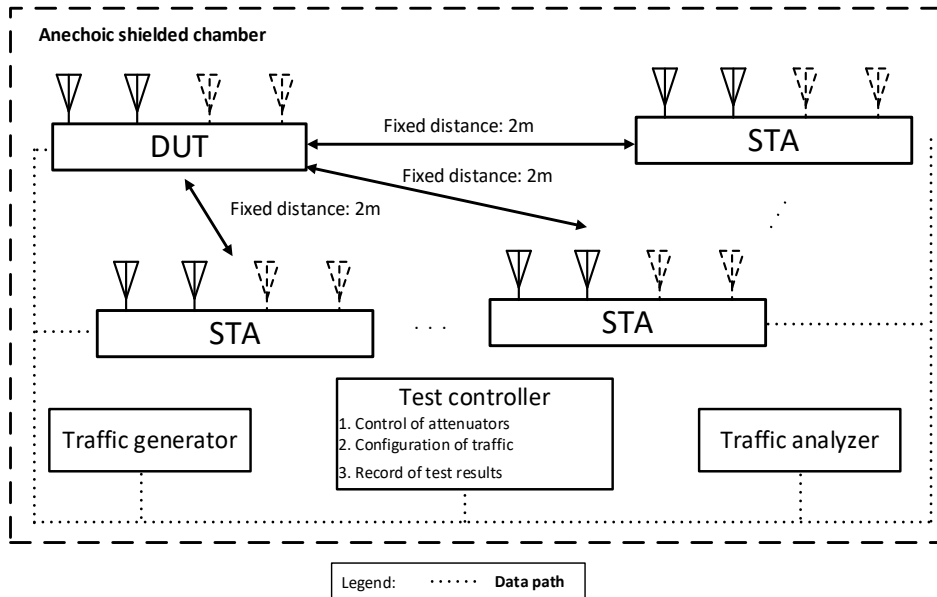 Anechoic shielded chamber
DUT
STA
Fixed distance: 2m
Fixed distance: 2m
Fixed distance: 2m
STA
STA
Test controller
1. Control of attenuators
2. Configuration of traffic
3. Record of test results
Traffic generator
Traffic analyzer
Legend: Data path